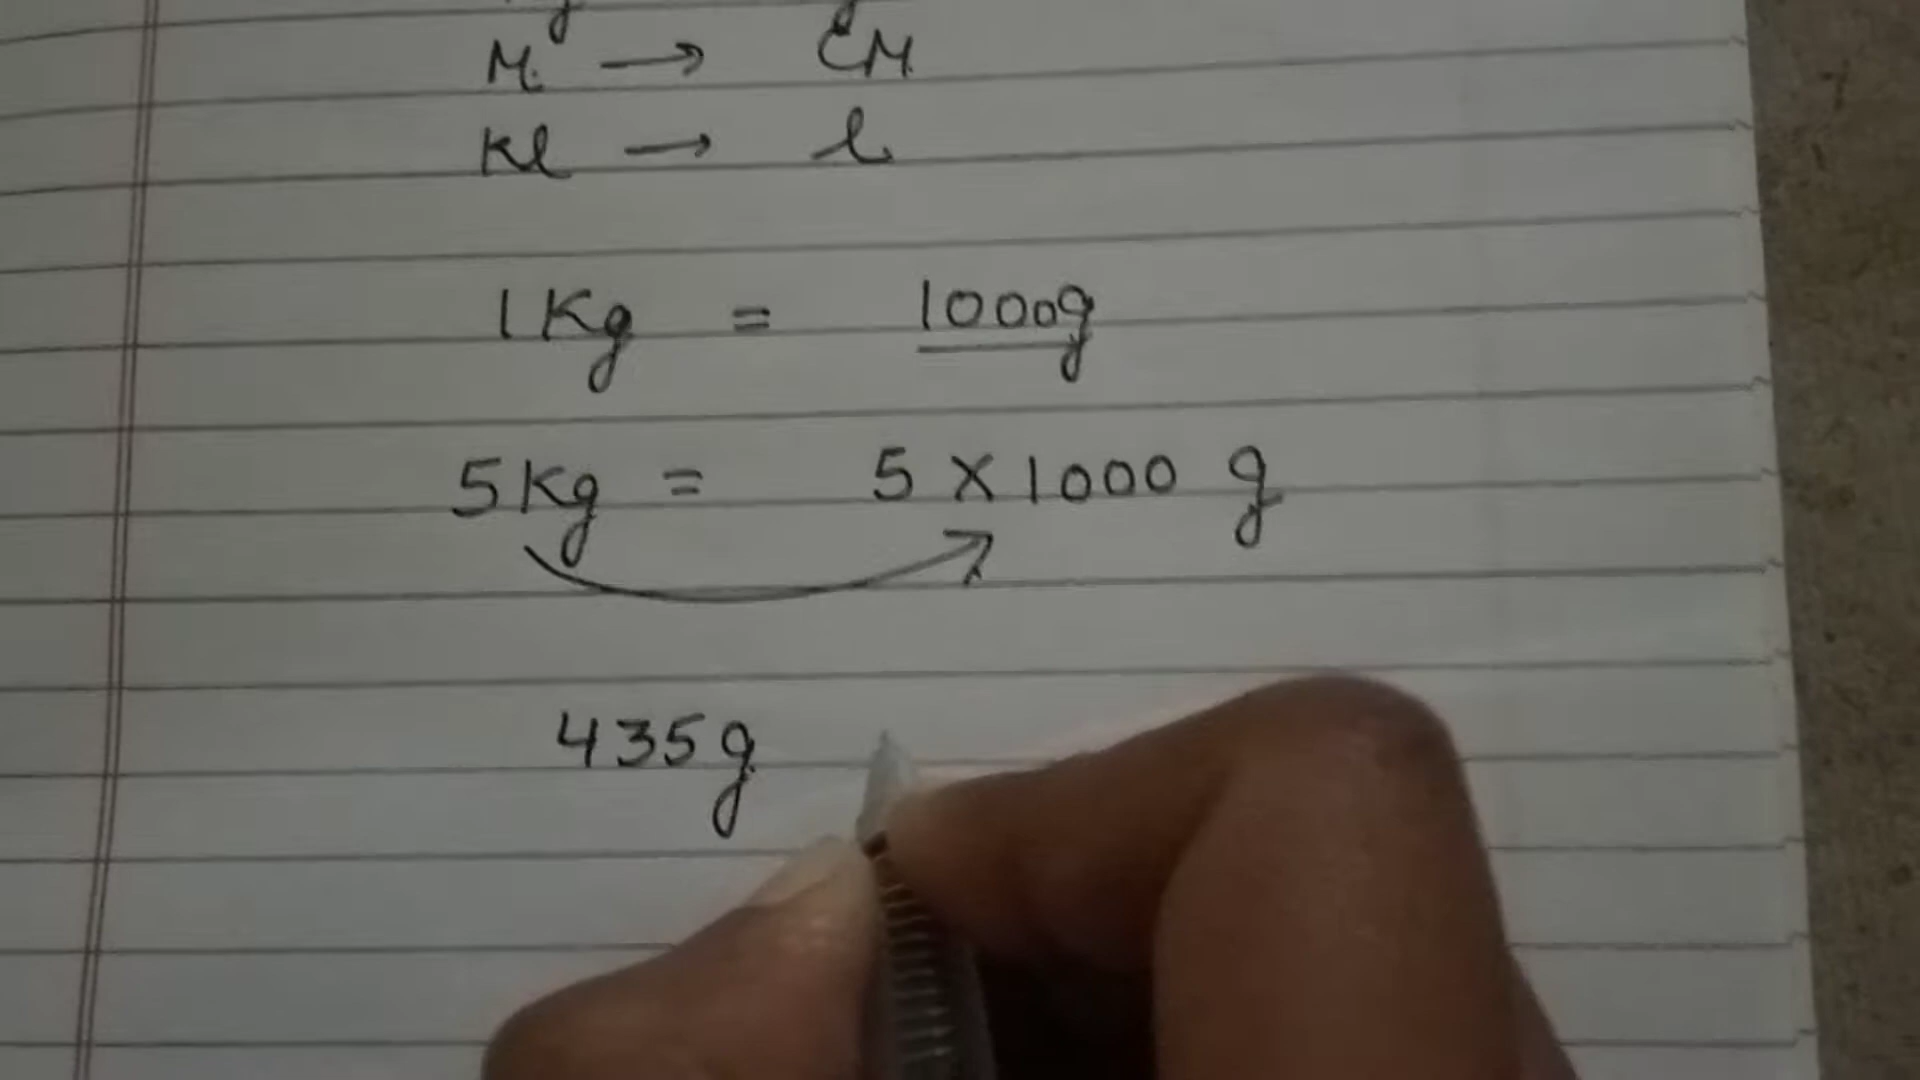 M. → CM.
Kl → l
1Kg = 1000g
5Kg = 5 X 1000 g
435g